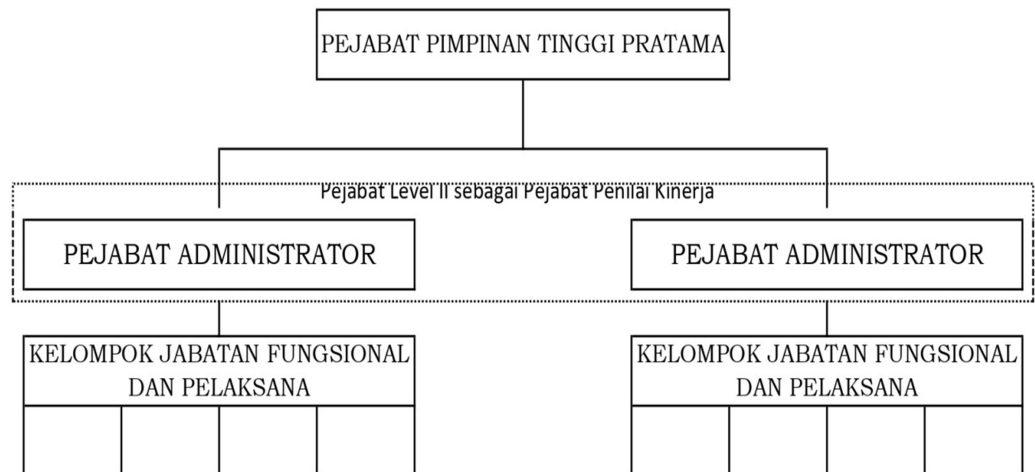 PEJABAT PIMPINAN TINGGI PRATAMA
Pejabat Level II sebagai Pejabat Penilai Kinerja
PEJABAT ADMINISTRATOR
PEJABAT ADMINISTRATOR
KELOMPOK JABATAN FUNGSIONAL
DAN PELAKSANA
KELOMPOK JABATAN FUNGSIONAL
DAN PELAKSANA